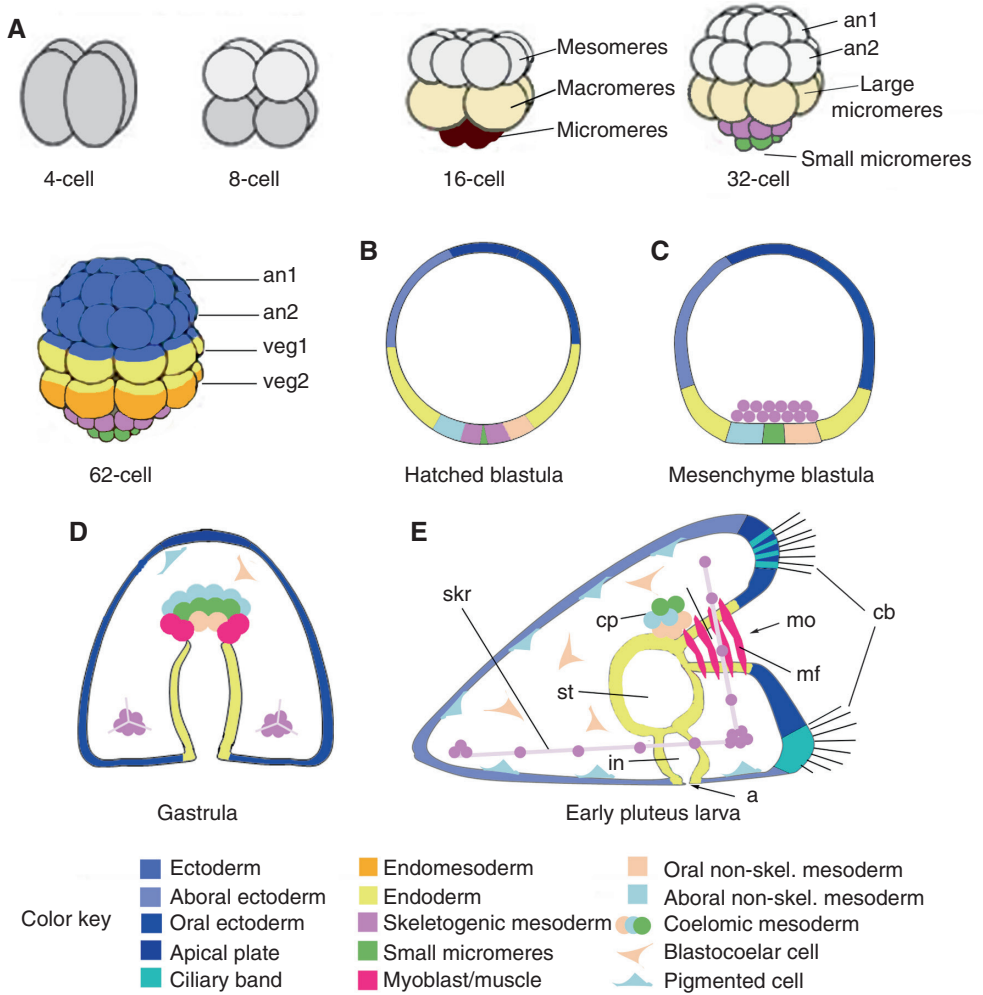 A
an1
an2
Mesomeres
Macromeres
Micromeres
Large
micromeres
Small micromeres
4-cell
8-cell
16-cell
32-cell
an1
an2
veg1
veg2
62-cell
B
Hatched blastula
C
Mesenchyme blastula
D
Gastrula
E
skr
cp
st
in
a
mo
mf
cb
Early pluteus larva
Color key
Ectoderm
Aboral ectoderm
Oral ectoderm
Apical plate
Ciliary band
Endomesoderm
Endoderm
Skeletogenic mesoderm
Small micromeres
Myoblast/muscle
Oral non-skel. mesoderm
Aboral non-skel. mesoderm
Coelomic mesoderm
Blastocoelar cell
Pigmented cell